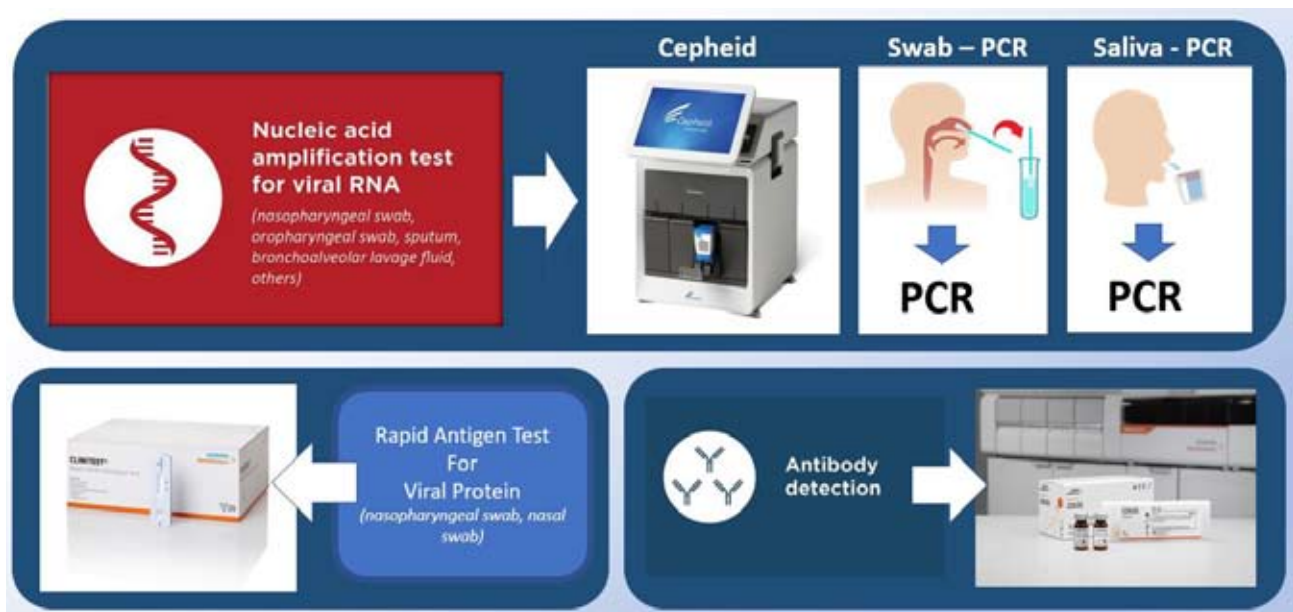 Cepheid
Swab – PCR
Saliva - PCR
Nucleic acid
amplification test
for viral RNA
(nasopharyngeal swab,
oropharyngeal swab, sputum,
bronchoalveolar lavage fluid,
others)
Cepheid
PCR
PCR
CLINITEST®
Rapid Antigen Test
For
Viral Protein
(nasopharyngeal swab, nasal
swab)
Antibody
detection